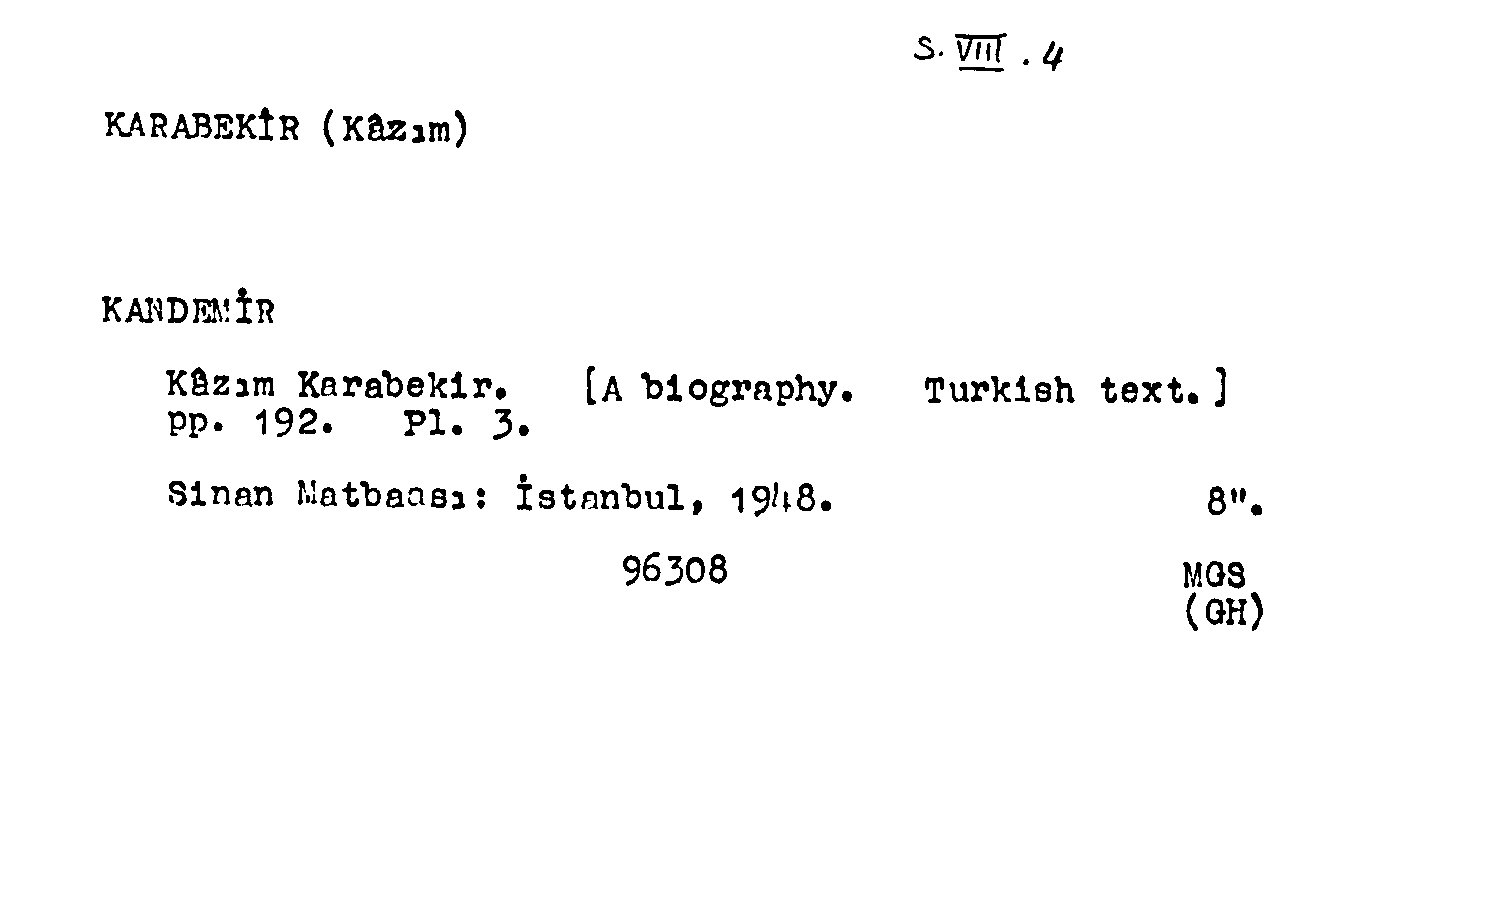 S. VIII . 4
KARABEKİR (Kâzım)
KANDEMİR
Kâzım Karabekir. [A biography. Turkish text.]
pp. 192. Pl. 3.
Sinan Matbaası: İstanbul, 1948. 8".
96308 MGS
(GH)